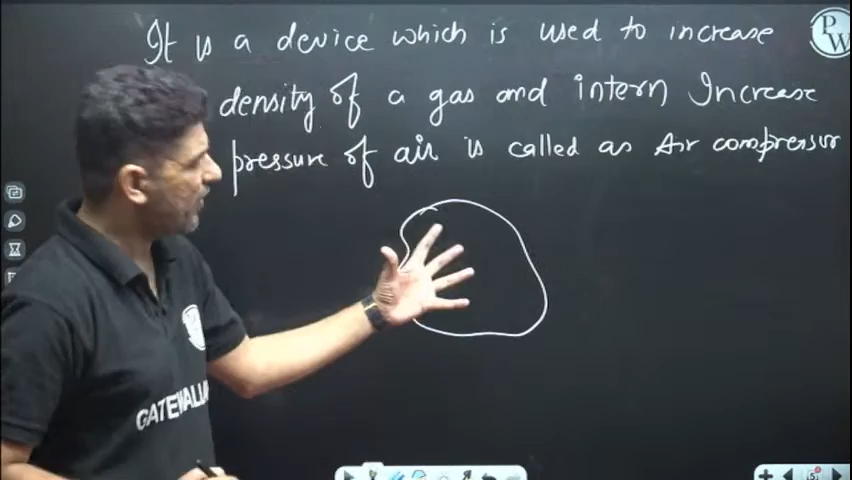 It is a device which is used to increase
density of a gas and intern Increase
pressure of air is called as Air compressor
PW
GATEWALLAH